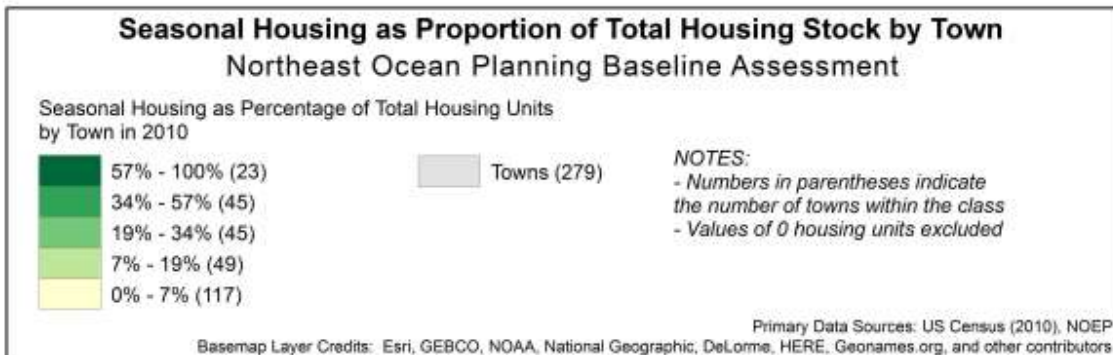 Seasonal Housing as Proportion of Total Housing Stock by Town
Northeast Ocean Planning Baseline Assessment
Seasonal Housing as Percentage of Total Housing Units
by Town in 2010
57% - 100% (23)
34% - 57% (45)
19% - 34% (45)
7% - 19% (49)
0% - 7% (117)
Towns (279)
NOTES:
- Numbers in parentheses indicate
the number of towns within the class
- Values of 0 housing units excluded
Primary Data Sources: US Census (2010), NOEP
Basemap Layer Credits: Esri, GEBCO, NOAA, National Geographic, DeLorme, HERE, Geonames.org, and other contributors